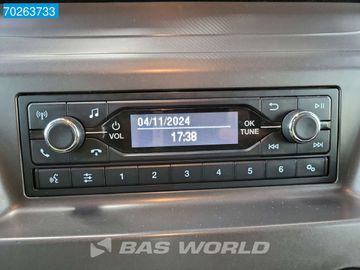 70263733
04/11/2024
17:38
VOL
OK
TUNE
1 2 3 4 5 6
BAS WORLD